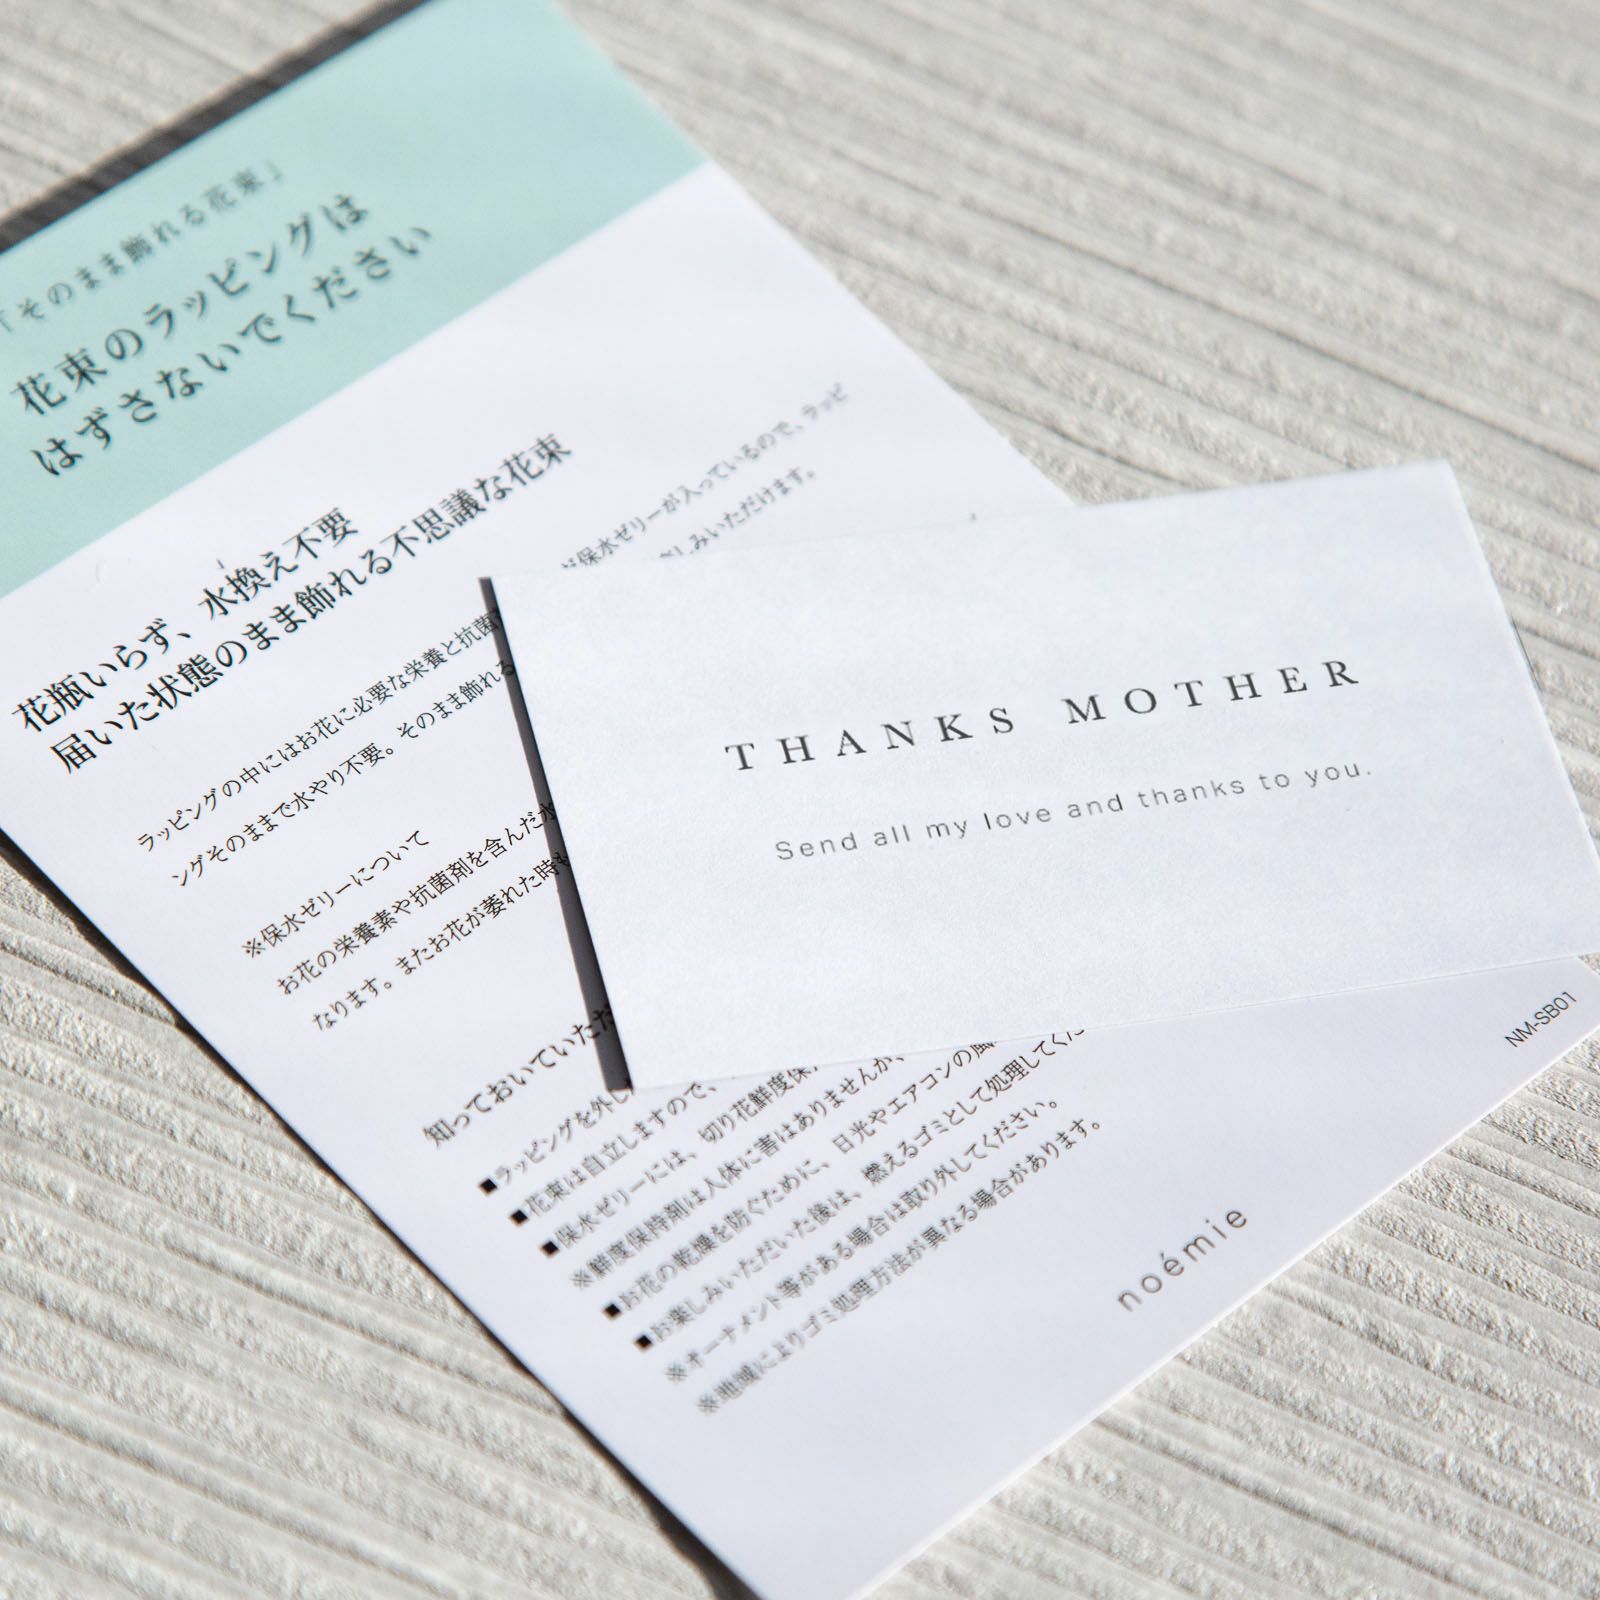 「そのまま飾れる花束」
花束のラッピングは
はずさないでください
花瓶いらず、水換え不要
届いた状態のまま飾れる不思議な花束
ラッピングの中にはお花に必要な栄養と抗菌 保水ゼリーが入っているので、ラッピ
ングそのままで水やり不要。そのまま飾れる しみいただけます。
※保水ゼリーについて
お花の栄養素や抗菌剤を含んだ水
なります。またお花が萎れた時も
知っておいていただ
■ラッピングを外し
■花束は自立しますので、
■保水ゼリーには、切り花鮮度保
※鮮度保持剤は人体に害はありませんが、
■お花の乾燥を防ぐために、日光やエアコンの風
■お楽しみいただいた後は、燃えるゴミとして処理してくだ
※オーナメント等がある場合は取り外してください。
※地域によりゴミ処理方法が異なる場合があります。
noémie
NM-SB01
THANKS MOTHER
Send all my love and thanks to you.